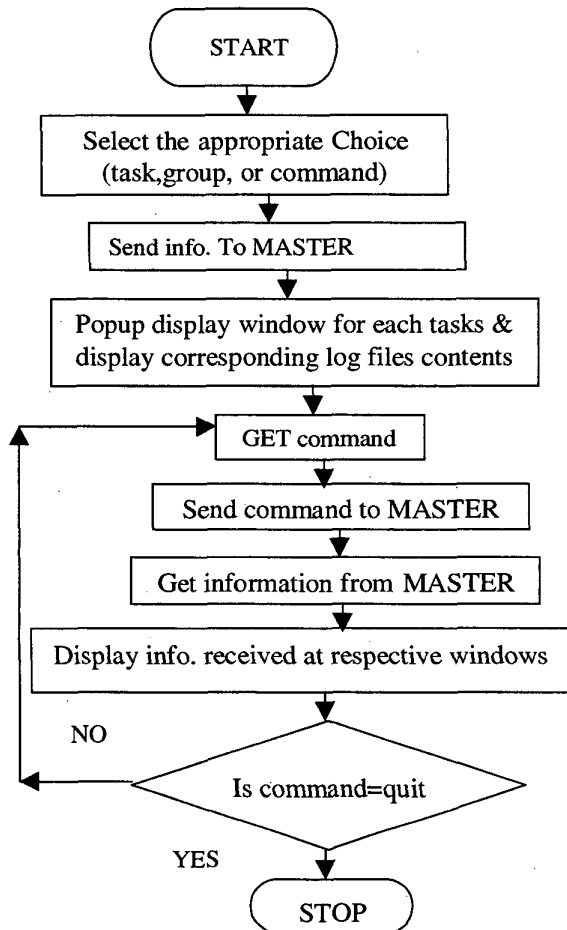 START
Select the appropriate Choice
(task,group, or command)
Send info. To MASTER
Popup display window for each tasks &
display corresponding log files contents
GET command
Send command to MASTER
Get information from MASTER
Display info. received at respective windows
NO
Is command=quit
YES
STOP